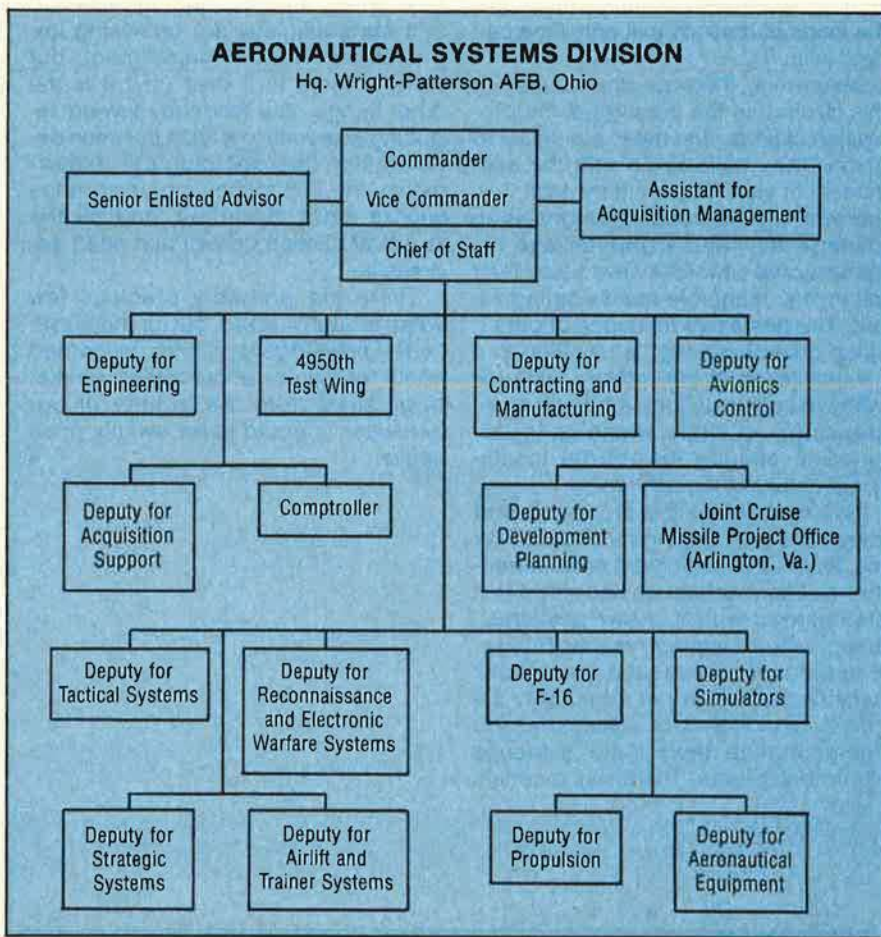 AERONAUTICAL SYSTEMS DIVISION
Hq. Wright-Patterson AFB, Ohio
Commander
Vice Commander
Chief of Staff
Senior Enlisted Advisor
Assistant for
Acquisition Management
Deputy for
Engineering
4950th
Test Wing
Deputy for
Contracting and
Manufacturing
Deputy for
Avionics
Control
Deputy for
Acquisition
Support
Comptroller
Deputy for
Development
Planning
Joint Cruise
Missile Project Office
(Arlington, Va.)
Deputy for
Tactical Systems
Deputy for
Reconnaissance
and Electronic
Warfare Systems
Deputy for
F-16
Deputy for
Simulators
Deputy for
Strategic
Systems
Deputy for
Airlift and
Trainer Systems
Deputy for
Propulsion
Deputy for
Aeronautical
Equipment